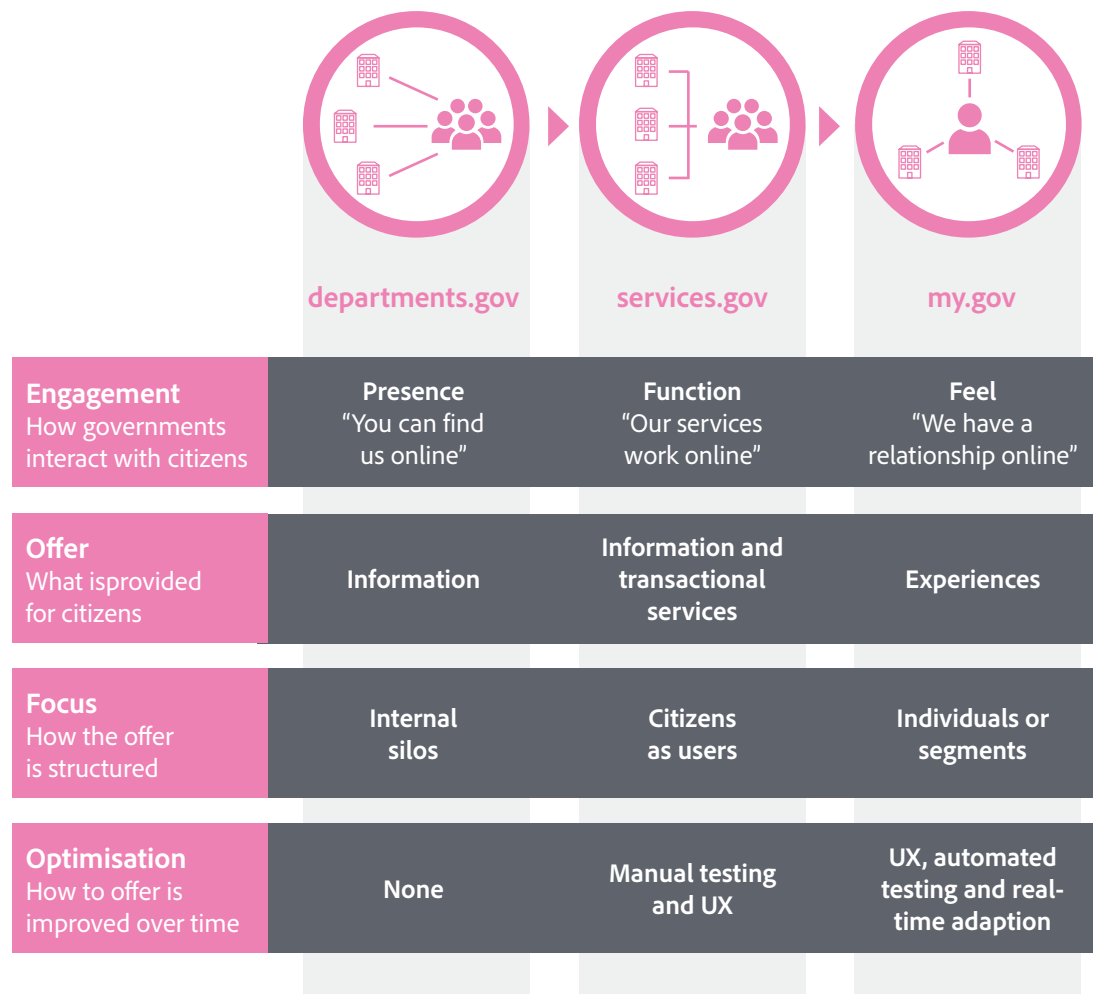 departments.gov
services.gov
my.gov
Engagement
How governments
interact with citizens
Presence
“You can find
us online”
Function
“Our services
work online”
Feel
“We have a
relationship online”
Offer
What isprovided
for citizens
Information
Information and
transactional
services
Experiences
Focus
How the offer
is structured
Internal
silos
Citizens
as users
Individuals or
segments
Optimisation
How to offer is
improved over time
None
Manual testing
and UX
UX, automated
testing and real-
time adaption